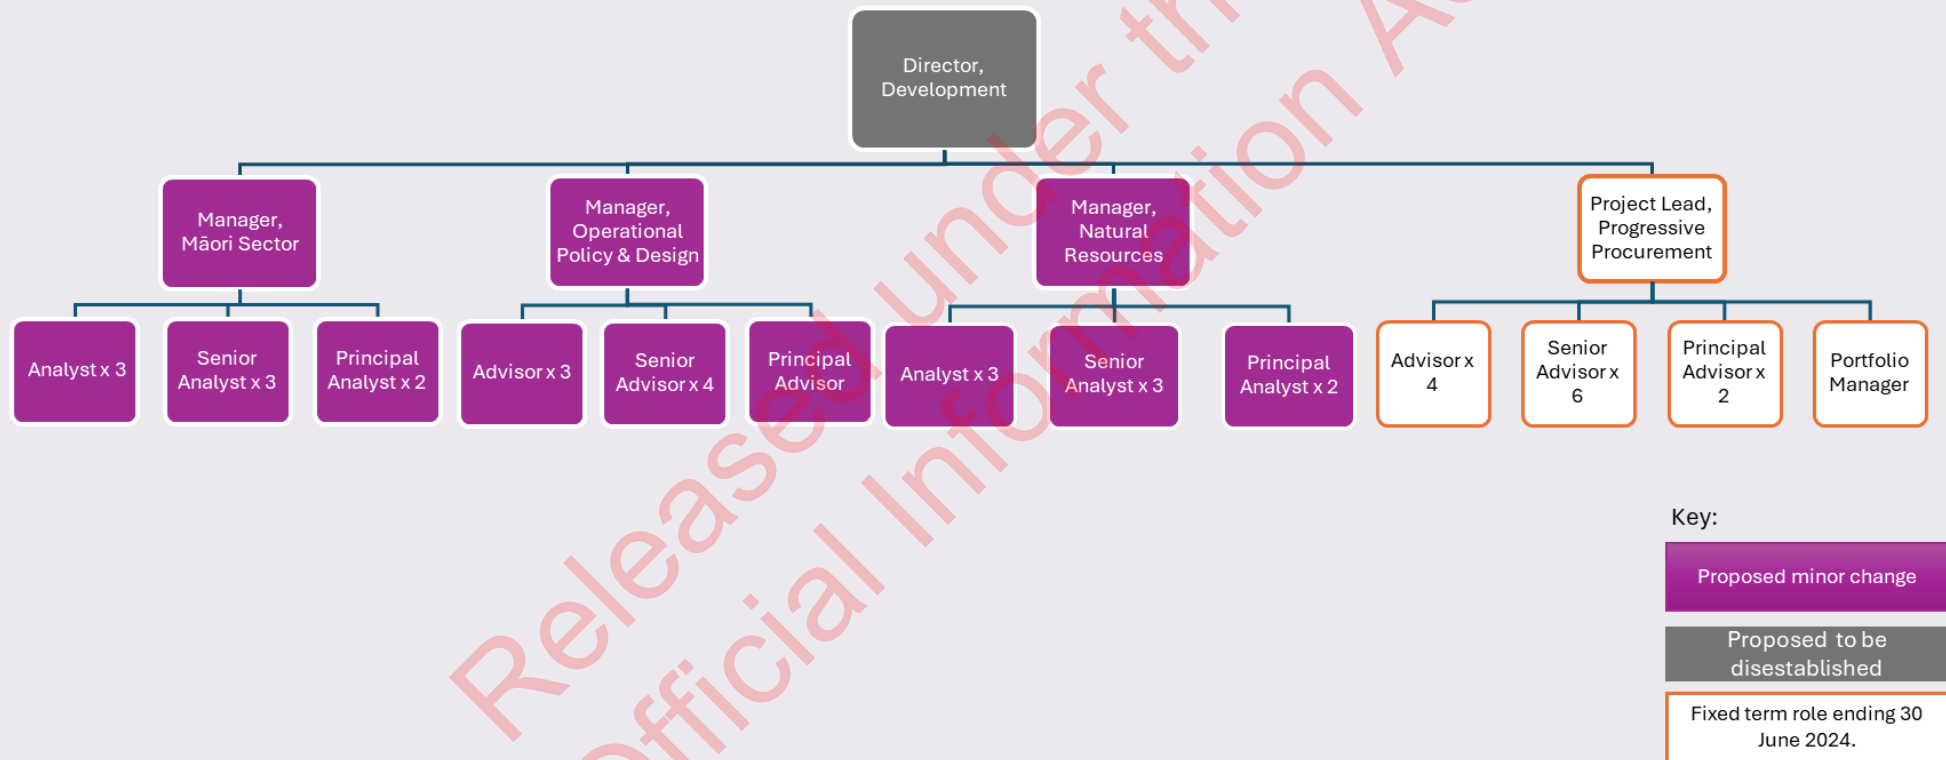 Director,
Development
Manager,
Māori Sector
Manager,
Operational
Policy & Design
Manager,
Natural
Resources
Project Lead,
Progressive
Procurement
Analyst x 3
Senior
Analyst x 3
Principal
Analyst x 2
Advisor x 3
Senior
Advisor x 4
Principal
Advisor
Analyst x 3
Senior
Analyst x 3
Principal
Analyst x 2
Advisor x
4
Senior
Advisor x
6
Principal
Advisor x
2
Portfolio
Manager
Key:
Proposed minor change
Proposed to be
disestablished
Fixed term role ending 30
June 2024.
Released under th
Official Information A